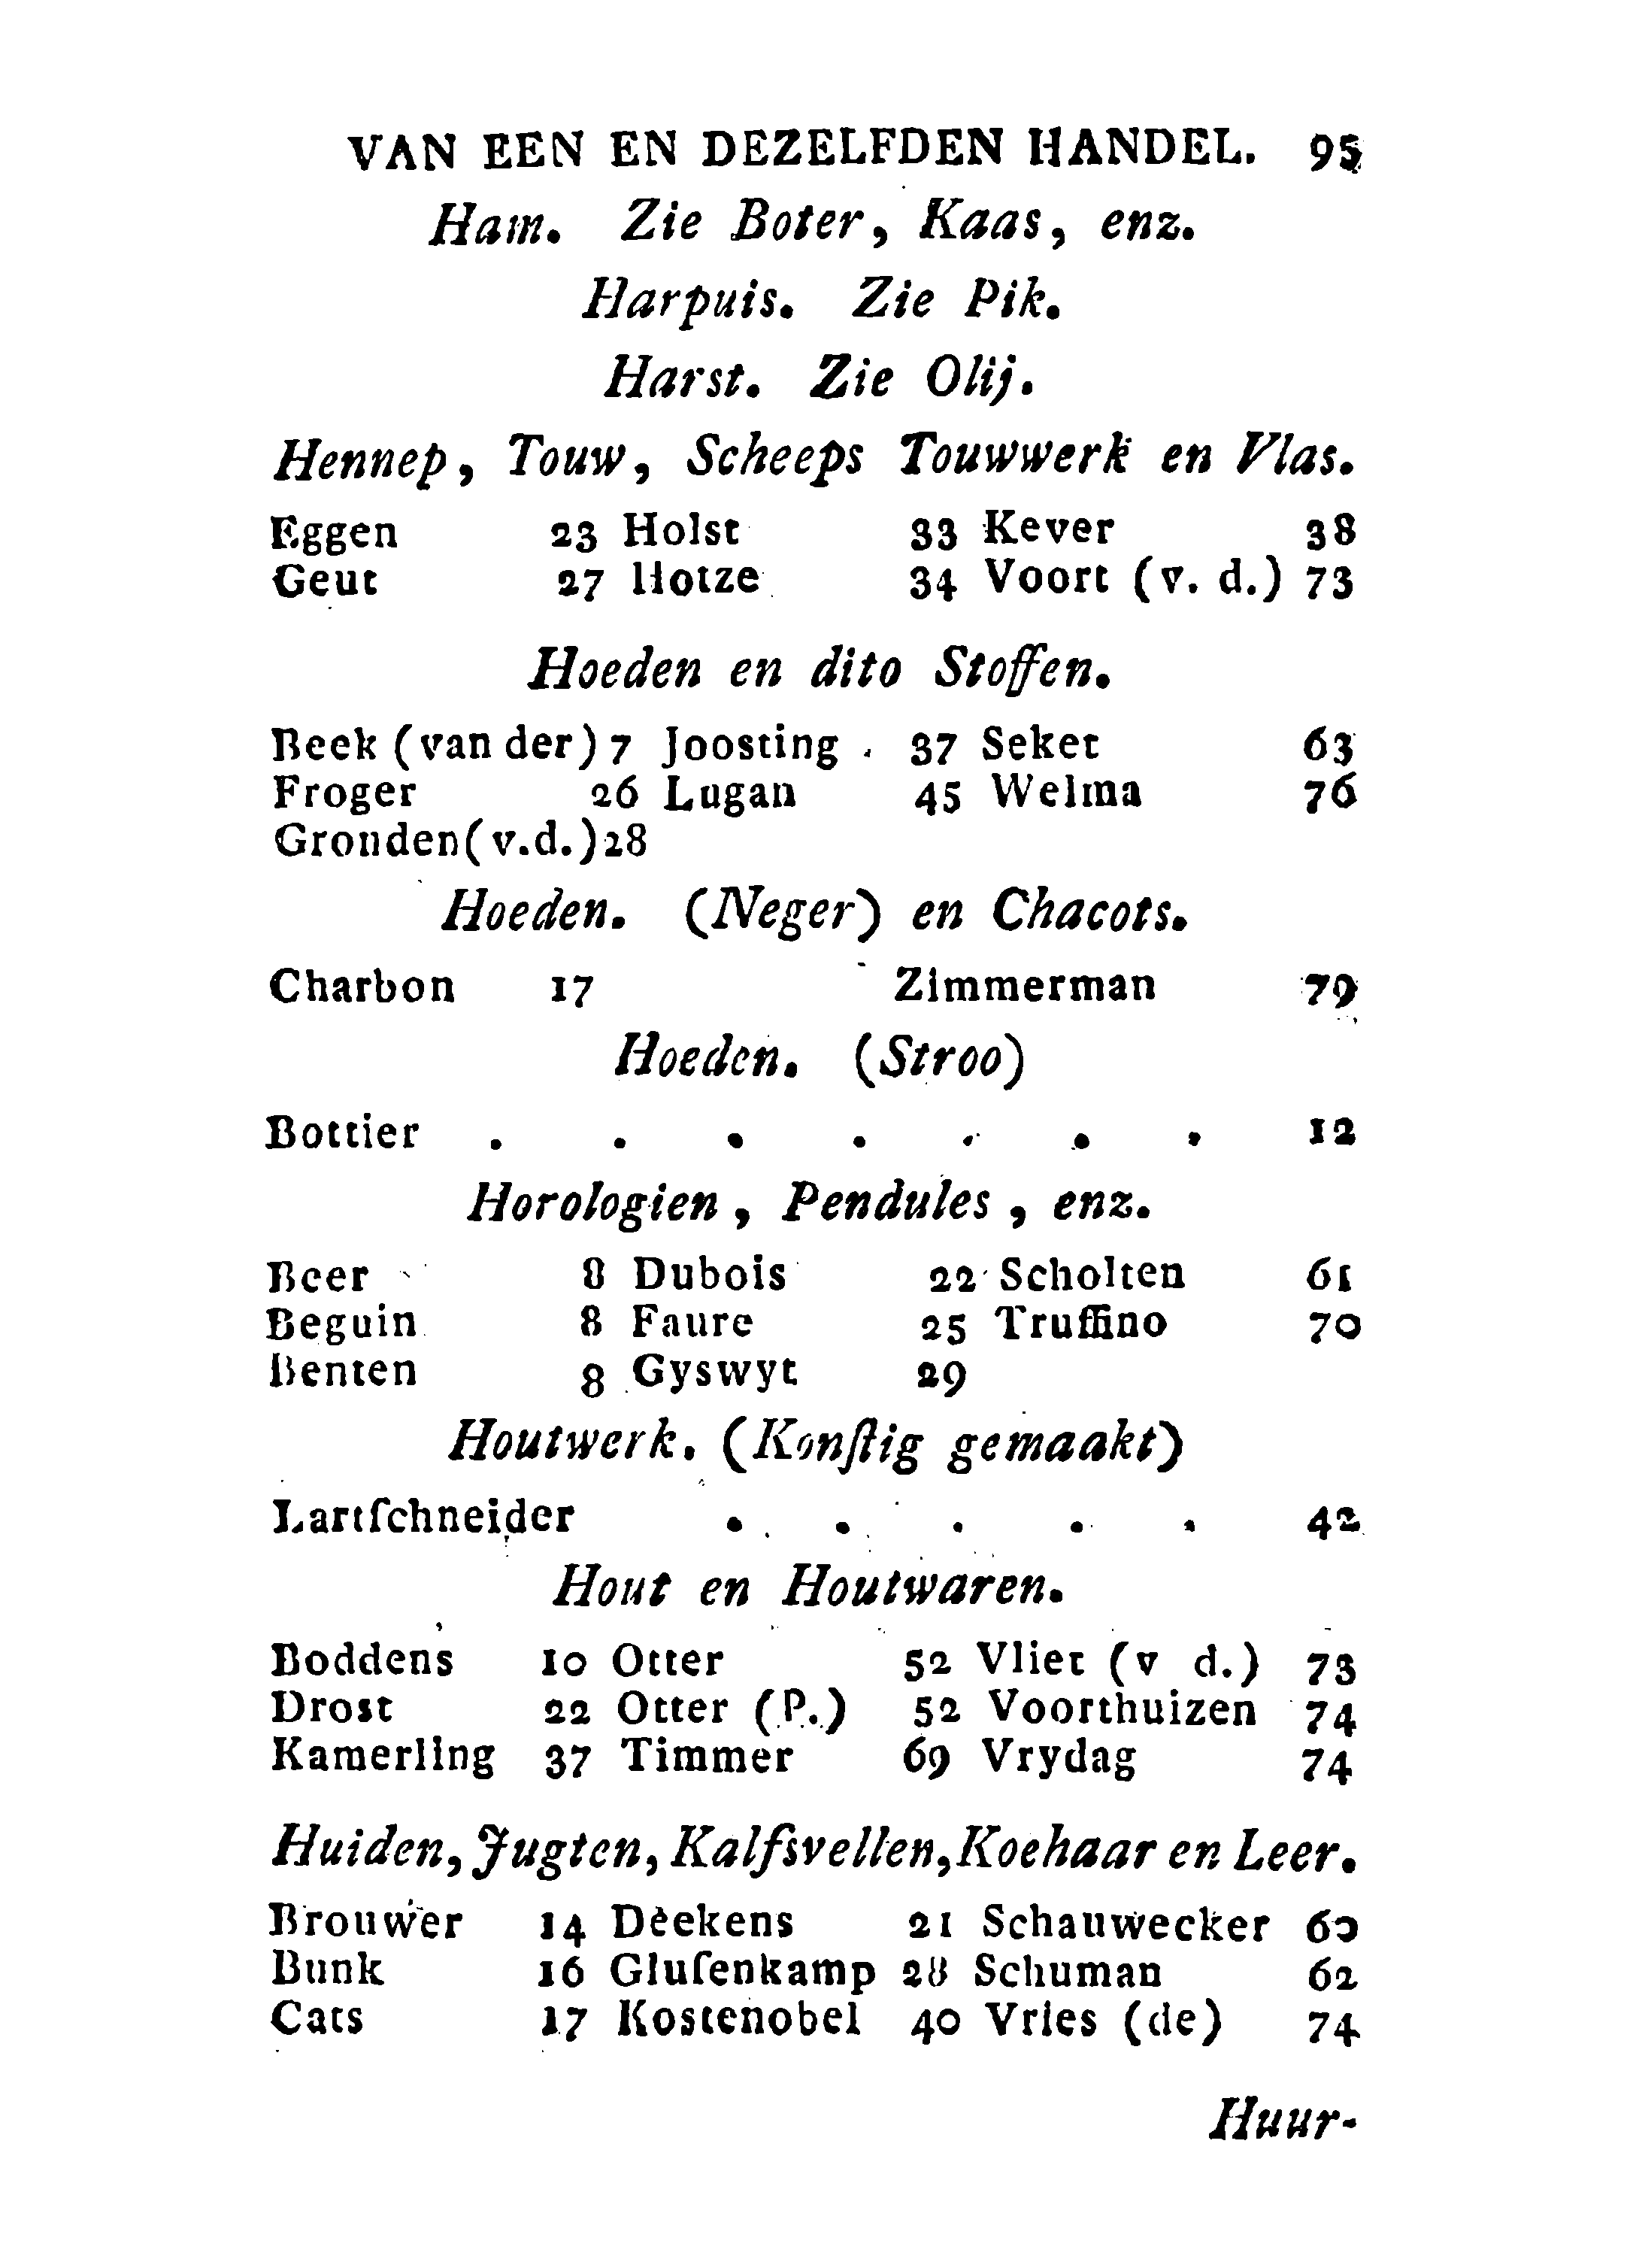 VAN EEN EN DEZELFDEN HANDEL. 95
Ham. Zie Boter, Kaas, enz.
Harpuis. Zie Pik.
Harst. Zie Olij.
Hennep, Touw, Scheeps Touwwerk en Vlas.
Eggen 23 Holst 33 Kever 38
Geut 27 Hotze 34 Voort (v. d.) 73
Hoeden en dito Stoffen.
Beek (van der) 7 Joosting . 37 Seket 63
Froger 26 Lugan 45 Welma 76
Gronden (v.d.) 28
Hoeden. (Neger) en Chacots.
Charbon 17 Zimmerman 79
Hoeden. (Stroo)
Bottier . . . . . . . 12
Horologien, Pendules, enz.
Beer 8 Dubois 22 Scholten 61
Beguin 8 Faure 25 Truffino 70
Benten 8 Gyswyt 29
Houtwerk. (Konſtig gemaakt)
Lartſchneider . . . . . 42
Hout en Houtwaren.
Boddens 10 Otter 52 Vliet (v d.) 73
Drost 22 Otter (P.) 52 Voorthuizen 74
Kamerling 37 Timmer 69 Vrydag 74
Huiden, Jugten, Kalfsvellen, Koehaar en Leer.
Brouwer 14 Deekens 21 Schauwecker 60
Bunk 16 Gluſenkamp 28 Schuman 62
Cats 17 Kostenobel 40 Vries (de) 74
Huur-